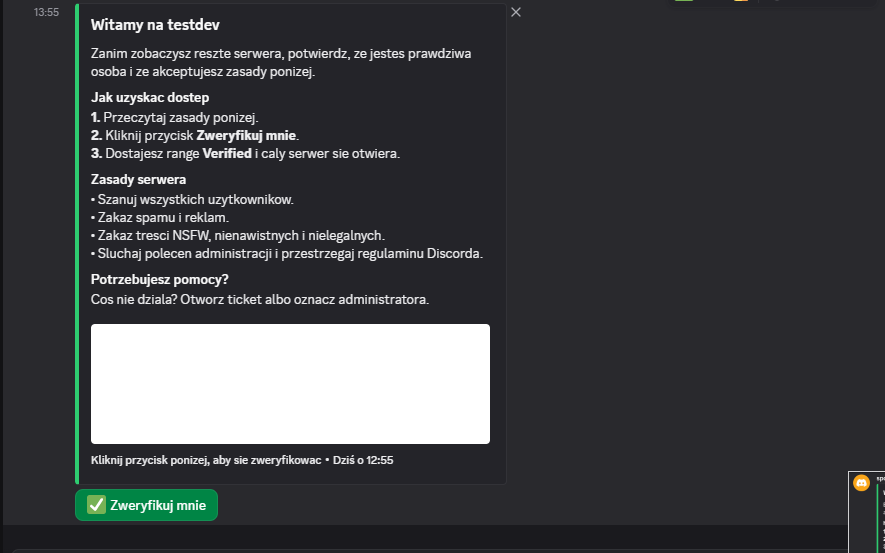 13:55
Witamy na testdev
Zanim zobaczysz reszte serwera, potwierdz, ze jestes prawdziwa
osoba i ze akceptujesz zasady ponizej.
Jak uzyskac dostep
1. Przeczytaj zasady ponizej.
2. Kliknij przycisk Zweryfikuj mnie.
3. Dostajesz range Verified i caly serwer sie otwiera.
Zasady serwera
• Szanuj wszystkich uzytkownikow.
• Zakaz spamu i reklam.
• Zakaz tresci NSFW, nienawistnych i nielegalnych.
• Sluchaj polecen administracji i przestrzegaj regulaminu Discorda.
Potrzebujesz pomocy?
Cos nie dziala? Otworz ticket albo oznacz administratora.
Kliknij przycisk ponizej, aby sie zweryfikowac • Dziś o 12:55
Zweryfikuj mnie